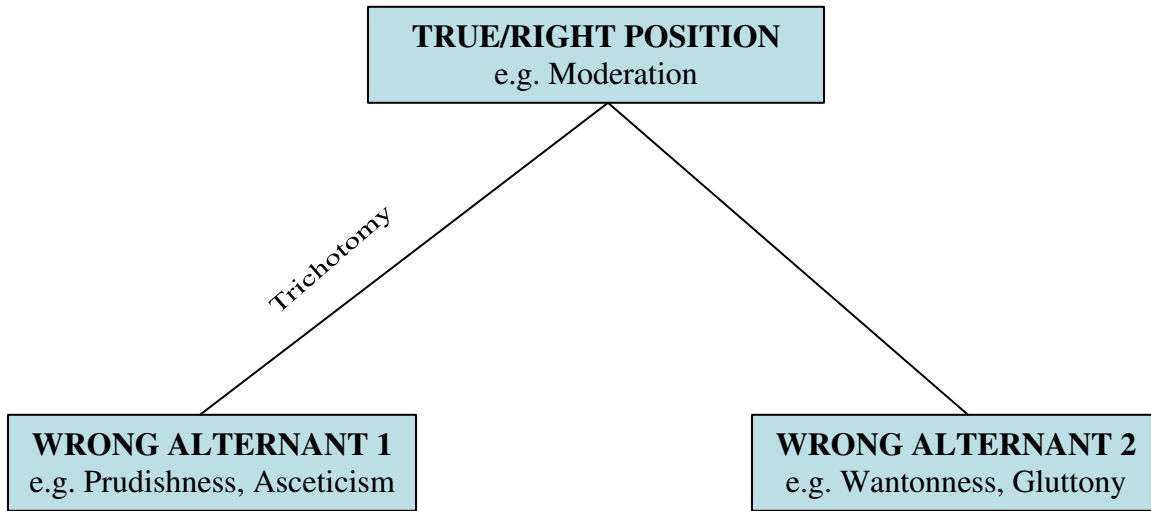 TRUE/RIGHT POSITION
e.g. Moderation
Trichotomy
WRONG ALTERNANT 1
e.g. Prudishness, Asceticism
WRONG ALTERNANT 2
e.g. Wantonness, Gluttony